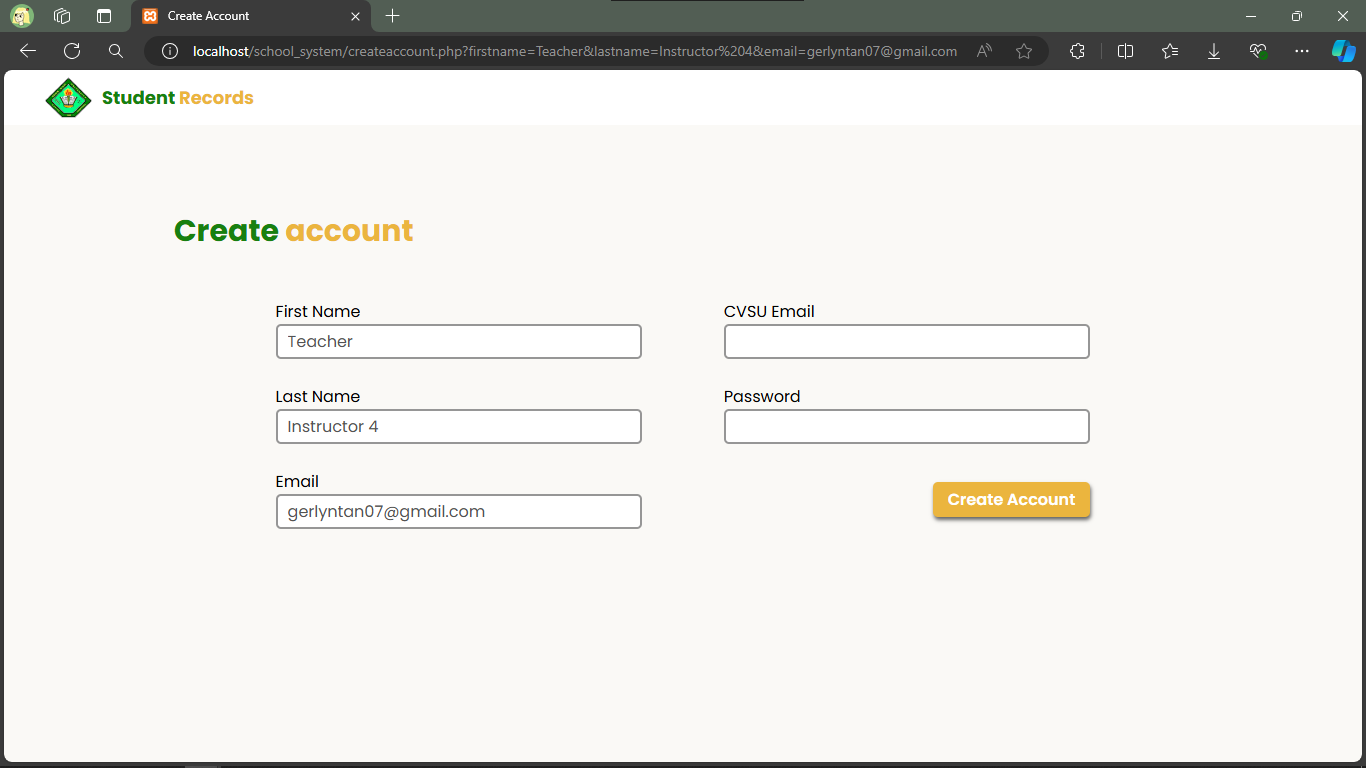 Create Account
localhost/school_system/createaccount.php?firstname=Teacher&lastname=Instructor%204&email=gerlyntan07@gmail.com
Student Records
Create account
First Name
Teacher
Last Name
Instructor 4
Email
gerlyntan07@gmail.com
CVSU Email
Password
Create Account